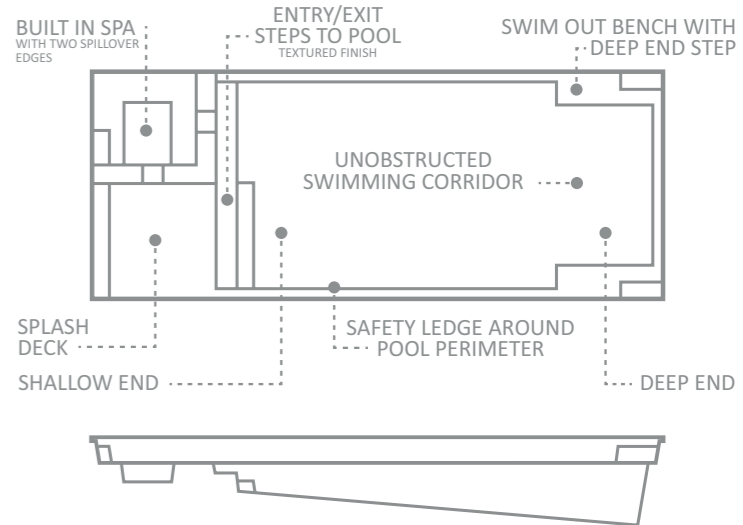 BUILT IN SPA
WITH TWO SPILLOVER
EDGES
ENTRY/EXIT
STEPS TO POOL
TEXTURED FINISH
SWIM OUT BENCH WITH
DEEP END STEP
UNOBSTRUCTED
SWIMMING CORRIDOR
SPLASH
DECK
SAFETY LEDGE AROUND
POOL PERIMETER
SHALLOW END
DEEP END